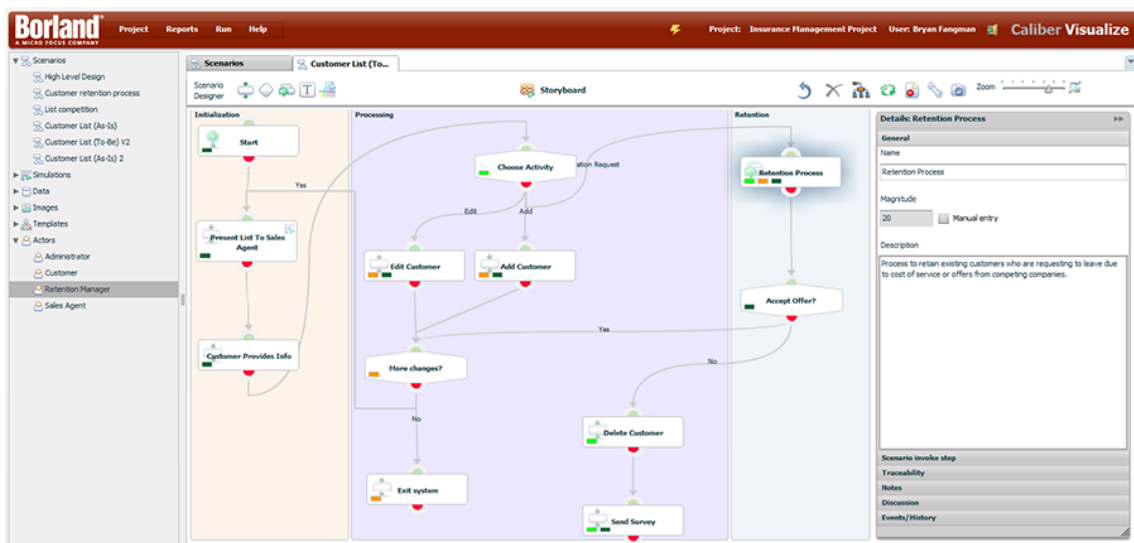 Borland®
A MICRO FOCUS COMPANY
Project Reports Run Help
Project: Insurance Management Project User: Bryan Fangman Caliber Visualize
Scenarios
High Level Design
Customer retention process
List competition
Customer List (As-Is)
Customer List (To-Be) V2
Customer List (As-Is) 2
Simulations
Data
Images
Templates
Actors
Administrator
Customer
Retention Manager
Sales Agent
Scenarios
Customer List (To...
Scenario
Designer
T
Storyboard
Zoom
Initialization
Processing
Retention
Start
Choose Activity
ation Request
Retention Process
Yes
Edit
Add
Present List To Sales
Agent
Edit Customer
Add Customer
Accept Offer?
Yes
Customer Provides Info
More changes?
No
No
Delete Customer
Exit system
Send Survey
Details: Retention Process
General
Name
Retention Process
Magnitude
20
Manual entry
Description
Process to retain existing customers who are requesting to leave due
to cost of service or offers from competing companies.
Scenario invoke step
Traceability
Notes
Discussion
Events/History